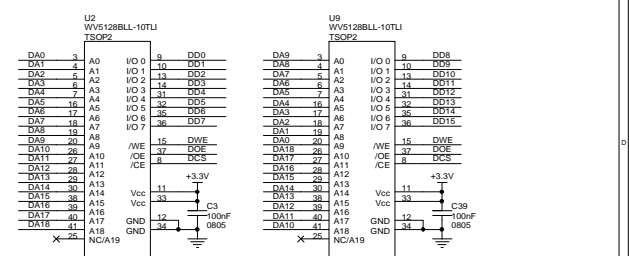 U2
WV5128BLL-10TLI
TSOP2
DA0 3 A0 I/O 0 9 DD0
DA1 4 A1 I/O 1 10 DD1
DA2 5 A2 I/O 2 13 DD2
DA3 6 A3 I/O 3 14 DD3
DA4 7 A4 I/O 4 31 DD4
DA5 16 A5 I/O 5 32 DD5
DA6 17 A6 I/O 6 35 DD6
DA7 18 A7 I/O 7 36 DD7
DA8 19 A8
DA9 20 A9 /WE 15 DWE
DA10 26 A10 /OE 37 DOE
DA11 27 A11 /CE 8 DCS
DA12 28 A12
DA13 29 A13 +3.3V
DA14 30 A14 Vcc 11
DA15 38 A15 Vcc 33
DA16 39 A16 C3
DA17 40 A17 GND 12 100nF
DA18 41 A18 GND 34 0805
25 NC/A19
U9
WV5128BLL-10TLI
TSOP2
DA9 3 A0 I/O 0 9 DD8
DA8 4 A1 I/O 1 10 DD9
DA7 5 A2 I/O 2 13 DD10
DA6 6 A3 I/O 3 14 DD11
DA5 7 A4 I/O 4 31 DD12
DA4 16 A5 I/O 5 32 DD13
DA3 17 A6 I/O 6 35 DD14
DA2 18 A7 I/O 7 36 DD15
DA1 19 A8
DA0 20 A9 /WE 15 DWE
DA18 26 A10 /OE 37 DOE
DA17 27 A11 /CE 8 DCS
DA16 28 A12
DA15 29 A13 +3.3V
DA14 30 A14 Vcc 11
DA13 38 A15 Vcc 33
DA12 39 A16 C39
DA11 40 A17 GND 12 100nF
DA10 41 A18 GND 34 0805
25 NC/A19
D